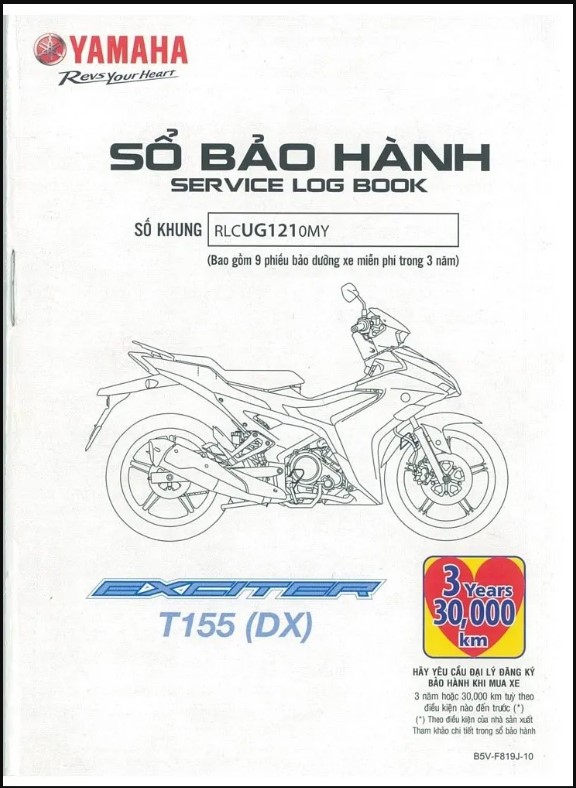 YAMAHA
Revs Your Heart
SỔ BẢO HÀNH
SERVICE LOG BOOK
SỐ KHUNG RLCUG1210MY
(Bao gồm 9 phiếu bảo dưỡng xe miễn phí trong 3 năm)
EXCITER
T155 (DX)
3 Years
30,000
km
HÃY YÊU CẦU ĐẠI LÝ ĐĂNG KÝ
BẢO HÀNH KHI MUA XE
3 năm hoặc 30,000 km tuỳ theo
điều kiện nào đến trước (*)
(*) Theo điều kiện của nhà sản xuất
Tham khảo chi tiết trong sổ bảo hành
B5V-F819J-10